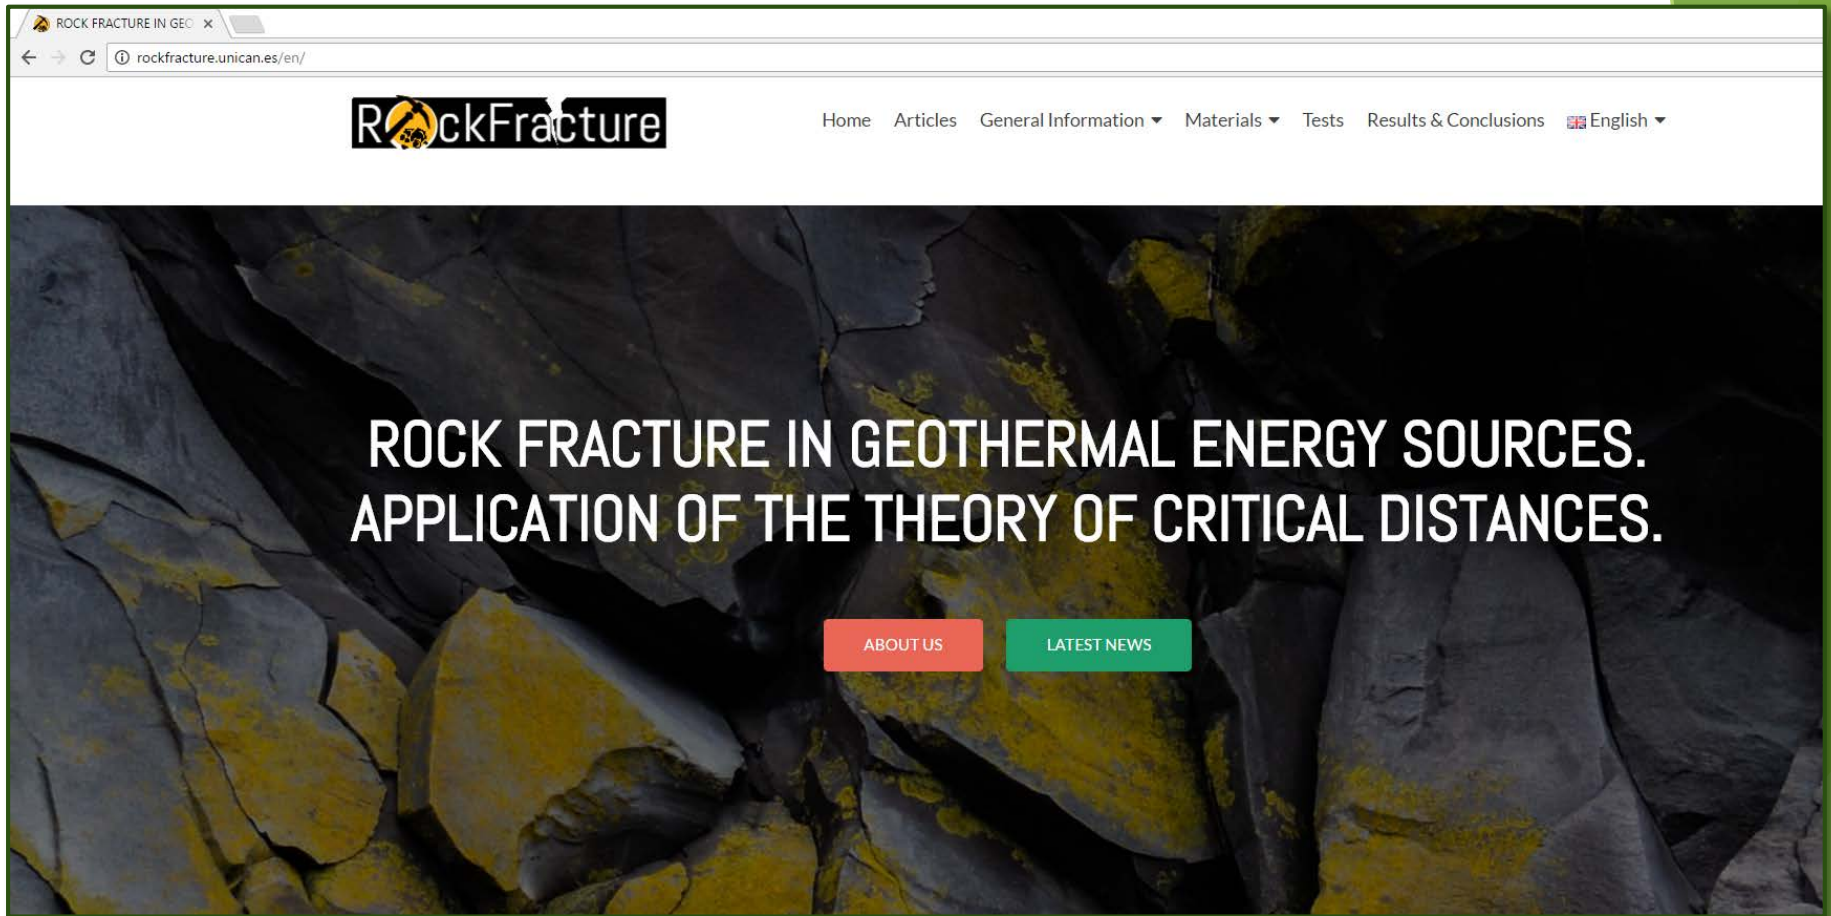 ROCK FRACTURE IN GEO
rockfracture.unican.es/en/
RockFracture
Home Articles General Information Materials Tests Results & Conclusions English
ROCK FRACTURE IN GEOTHERMAL ENERGY SOURCES.
APPLICATION OF THE THEORY OF CRITICAL DISTANCES.
ABOUT US LATEST NEWS